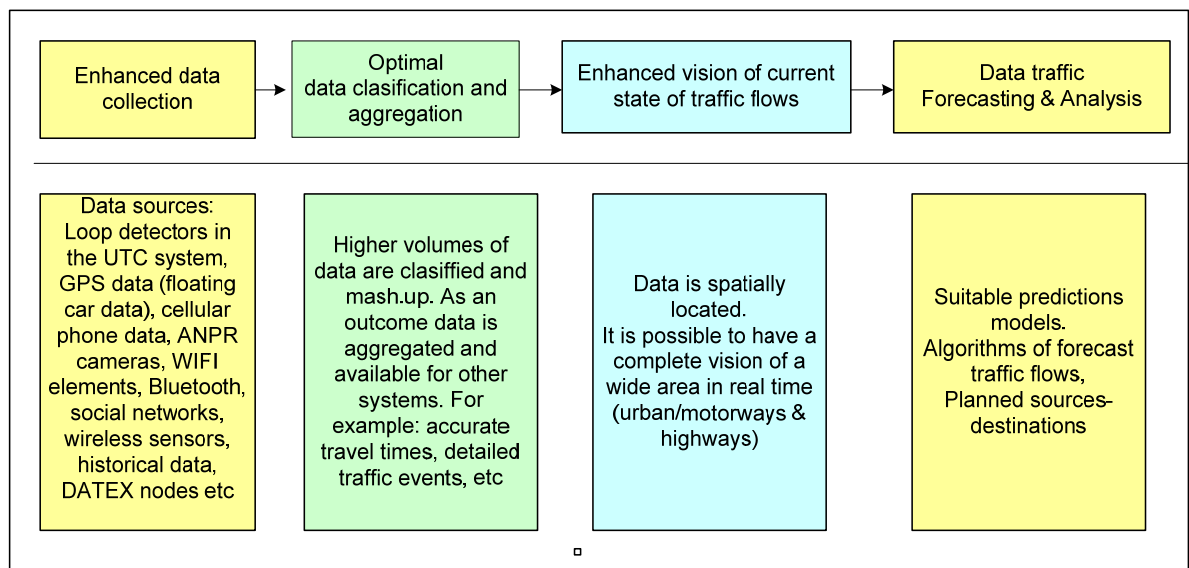 Enhanced data
collection
Optimal
data clasification and
aggregation
Enhanced vision of current
state of traffic flows
Data traffic
Forecasting & Analysis
Data sources:
Loop detectors in
the UTC system,
GPS data (floating
car data), cellular
phone data, ANPR
cameras, WIFI
elements, Bluetooth,
social networks,
wireless sensors,
historical data,
DATEX nodes etc
Higher volumes of
data are clasiffied and
mash.up. As an
outcome data is
aggregated and
available for other
systems. For
example: accurate
travel times, detailed
traffic events, etc
Data is spatially
located.
It is possible to have a
complete vision of a
wide area in real time
(urban/motorways &
highways)
Suitable predictions
models.
Algorithms of forecast
traffic flows,
Planned sources-
destinations